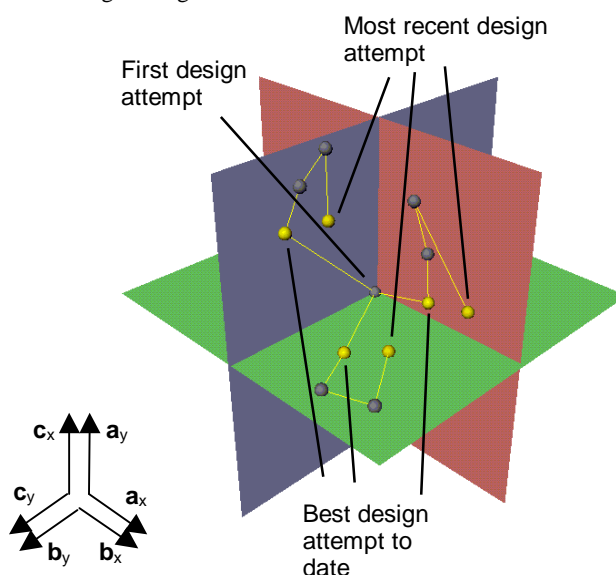 Most recent design
attempt
First design
attempt
cx ay
cy ax
by bx
Best design
attempt to
date